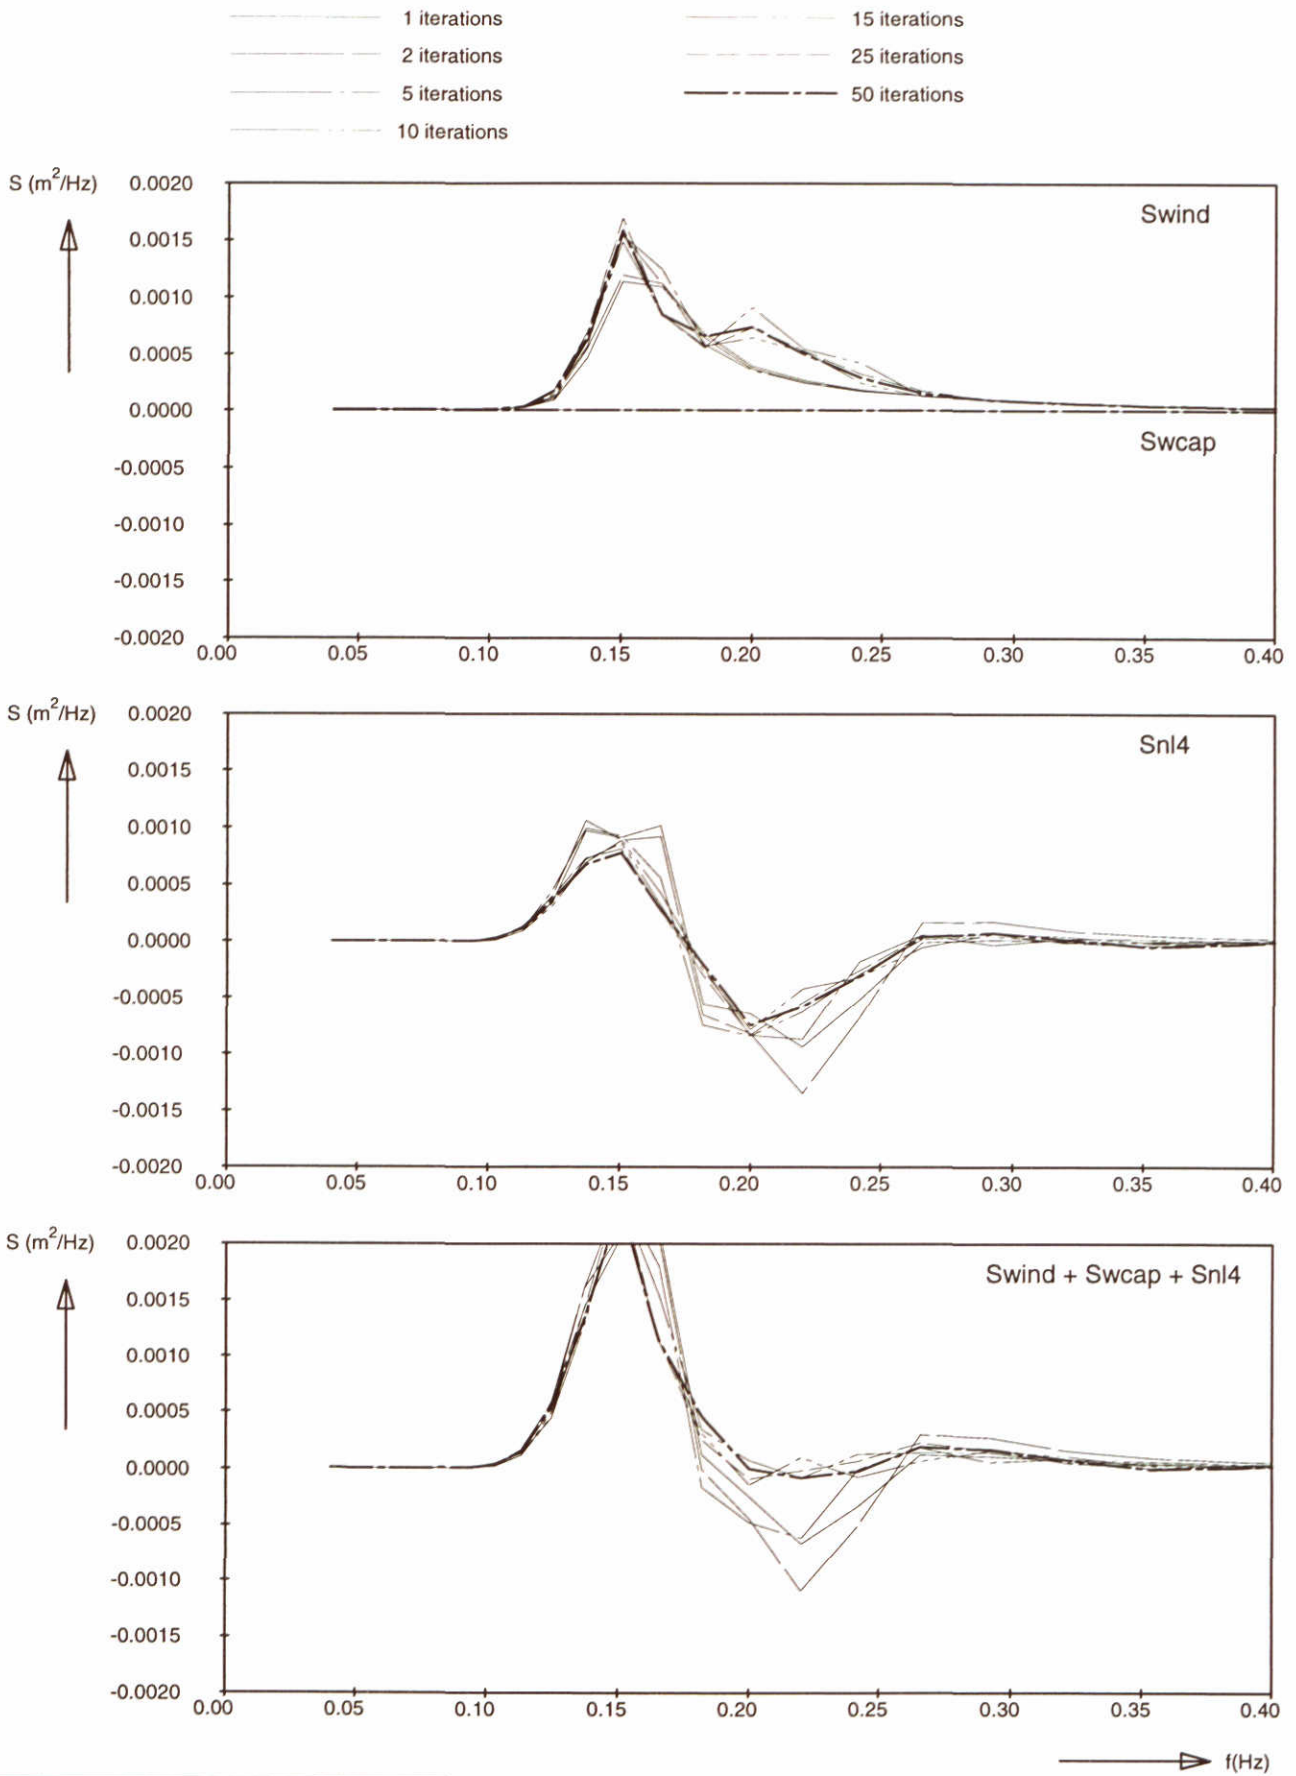 1 iterations 15 iterations
2 iterations 25 iterations
5 iterations 50 iterations
10 iterations
S (m²/Hz) 0.0020
Swind
0.0015
0.0010
0.0005
0.0000
Swcap
-0.0005
-0.0010
-0.0015
-0.0020
0.00 0.05 0.10 0.15 0.20 0.25 0.30 0.35 0.40
S (m²/Hz) 0.0020
Snl4
0.0015
0.0010
0.0005
0.0000
-0.0005
-0.0010
-0.0015
-0.0020
0.00 0.05 0.10 0.15 0.20 0.25 0.30 0.35 0.40
S (m²/Hz) 0.0020
Swind + Swcap + Snl4
0.0015
0.0010
0.0005
0.0000
-0.0005
-0.0010
-0.0015
-0.0020
0.00 0.05 0.10 0.15 0.20 0.25 0.30 0.35 0.40
f(Hz)